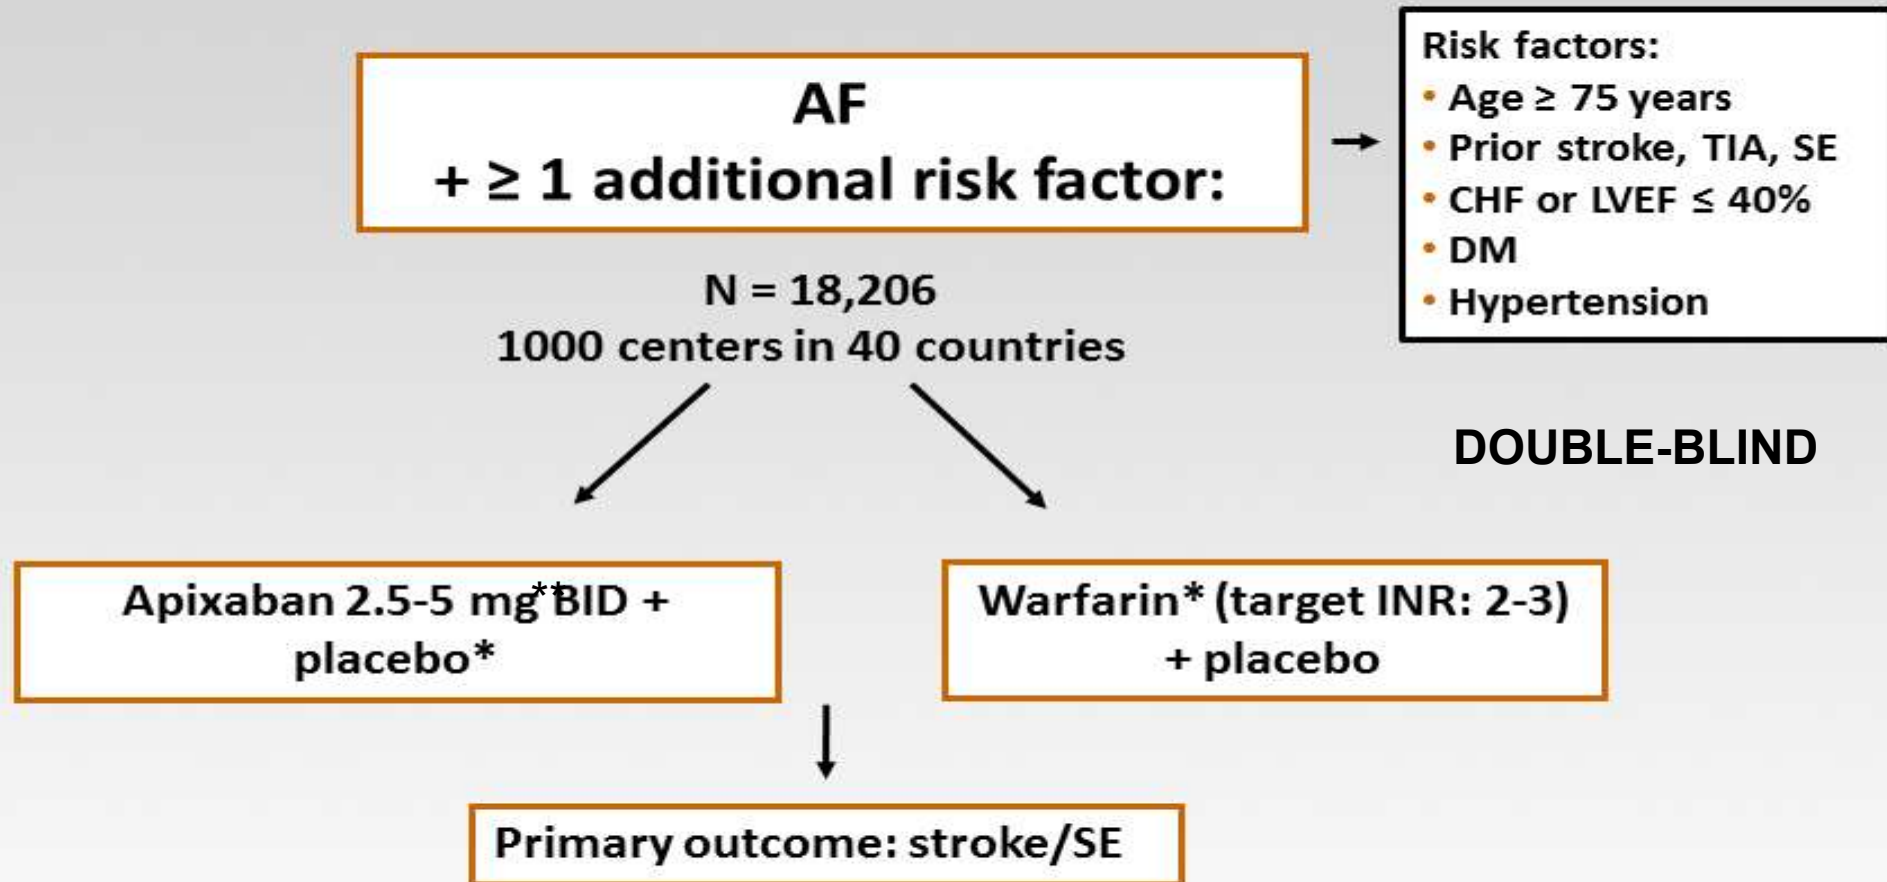 AF
+ ≥ 1 additional risk factor:
Risk factors:
• Age ≥ 75 years
• Prior stroke, TIA, SE
• CHF or LVEF ≤ 40%
• DM
• Hypertension
N = 18,206
1000 centers in 40 countries
DOUBLE-BLIND
Apixaban 2.5-5 mg**BID +
placebo*
Warfarin* (target INR: 2-3)
+ placebo
Primary outcome: stroke/SE